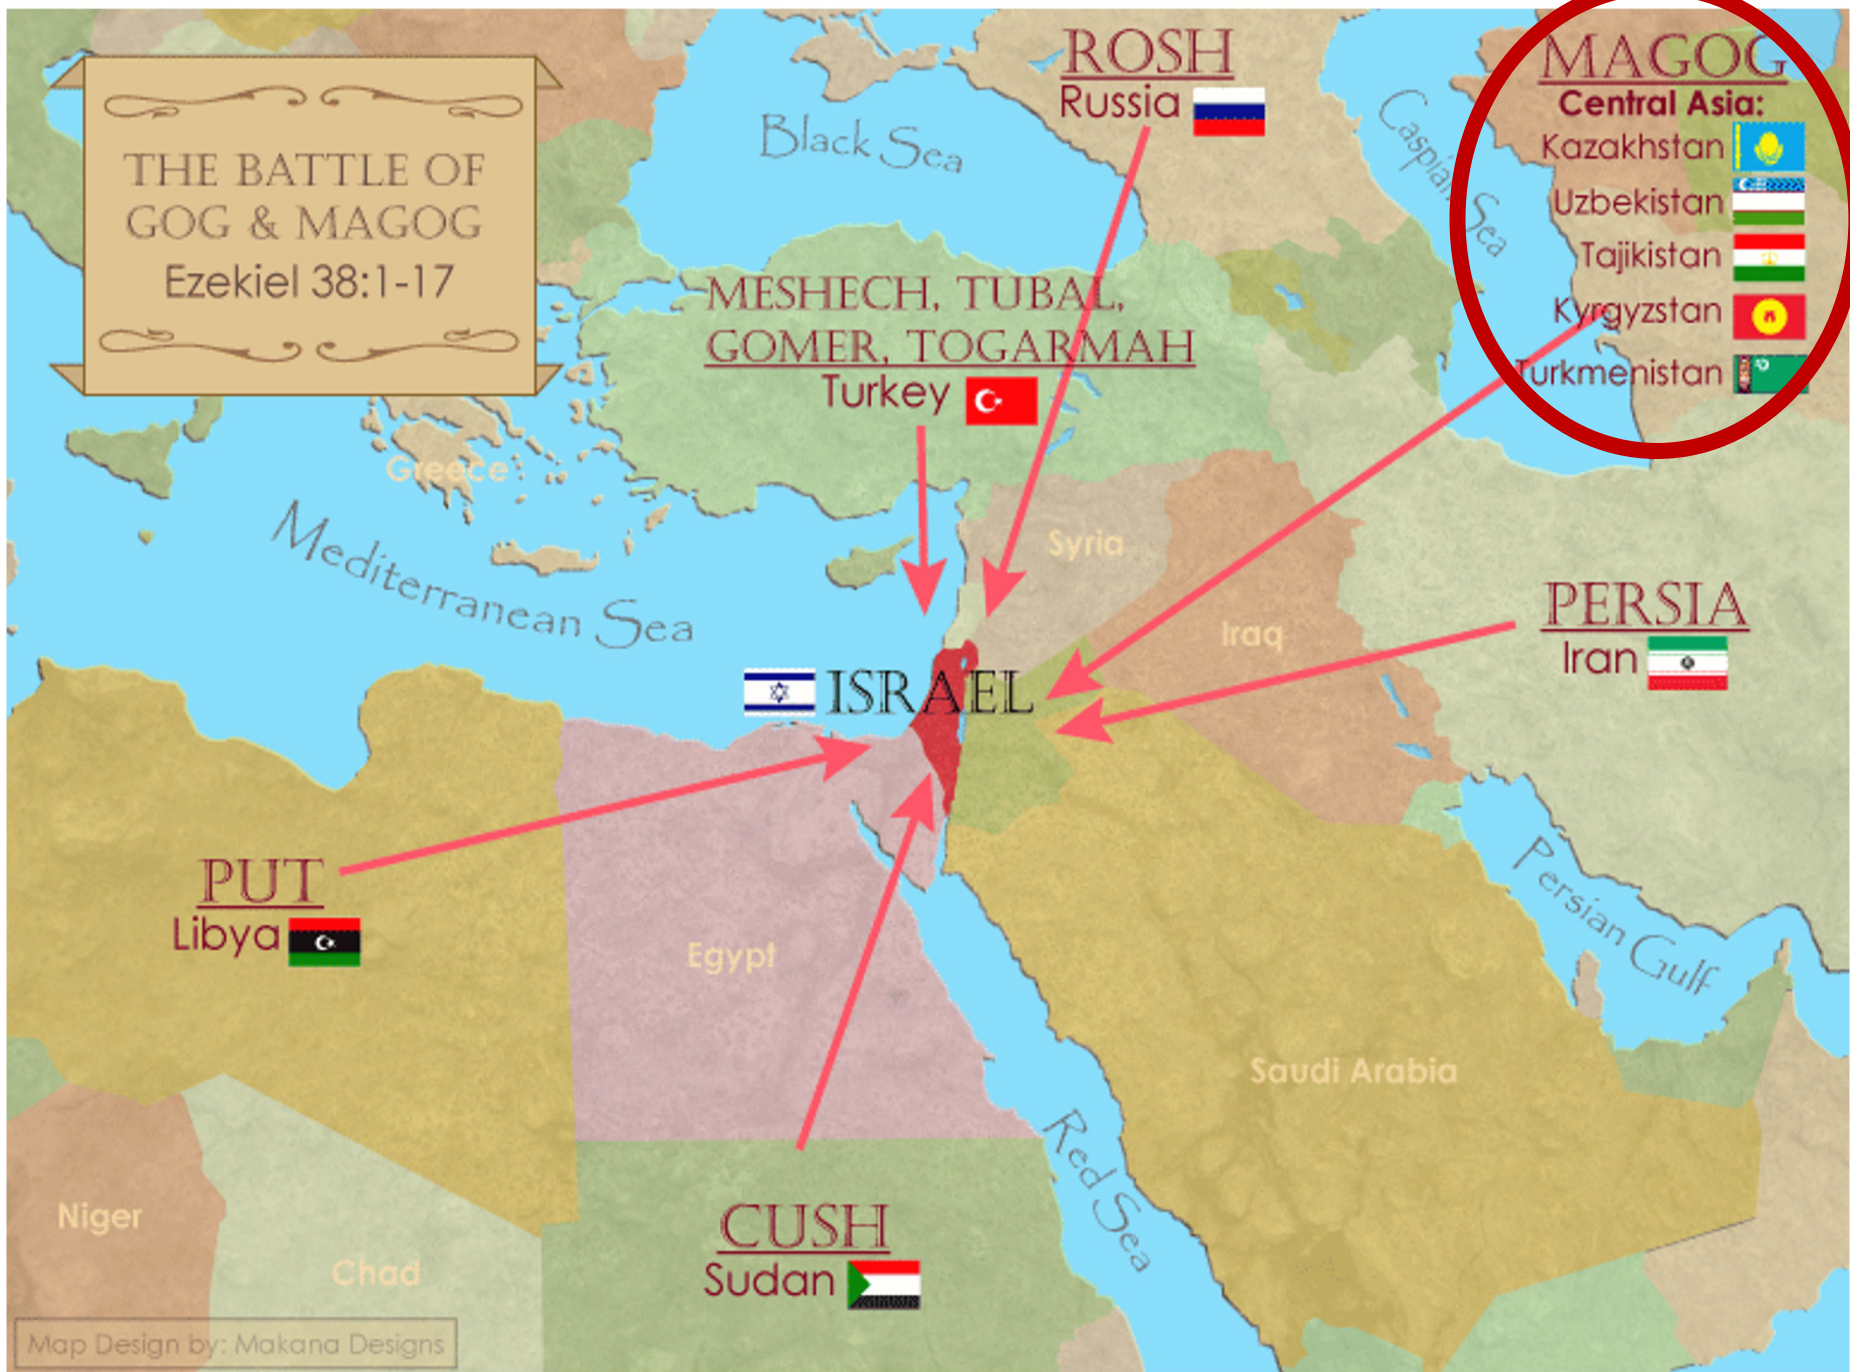 THE BATTLE OF
GOG & MAGOG
Ezekiel 38:1-17
ROSH
Russia
MAGOG
Central Asia:
Kazakhstan
Uzbekistan
Tajikistan
Kyrgyzstan
Turkmenistan
Black Sea
Caspian Sea
MESHECH, TUBAL,
GOMER, TOGARMAH
Turkey
Greece
Mediterranean Sea
Syria
Iraq
PERSIA
Iran
ISRAEL
PUT
Libya
Egypt
Persian Gulf
Saudi Arabia
Red Sea
Niger
Chad
CUSH
Sudan
Map Design by: Makana Designs